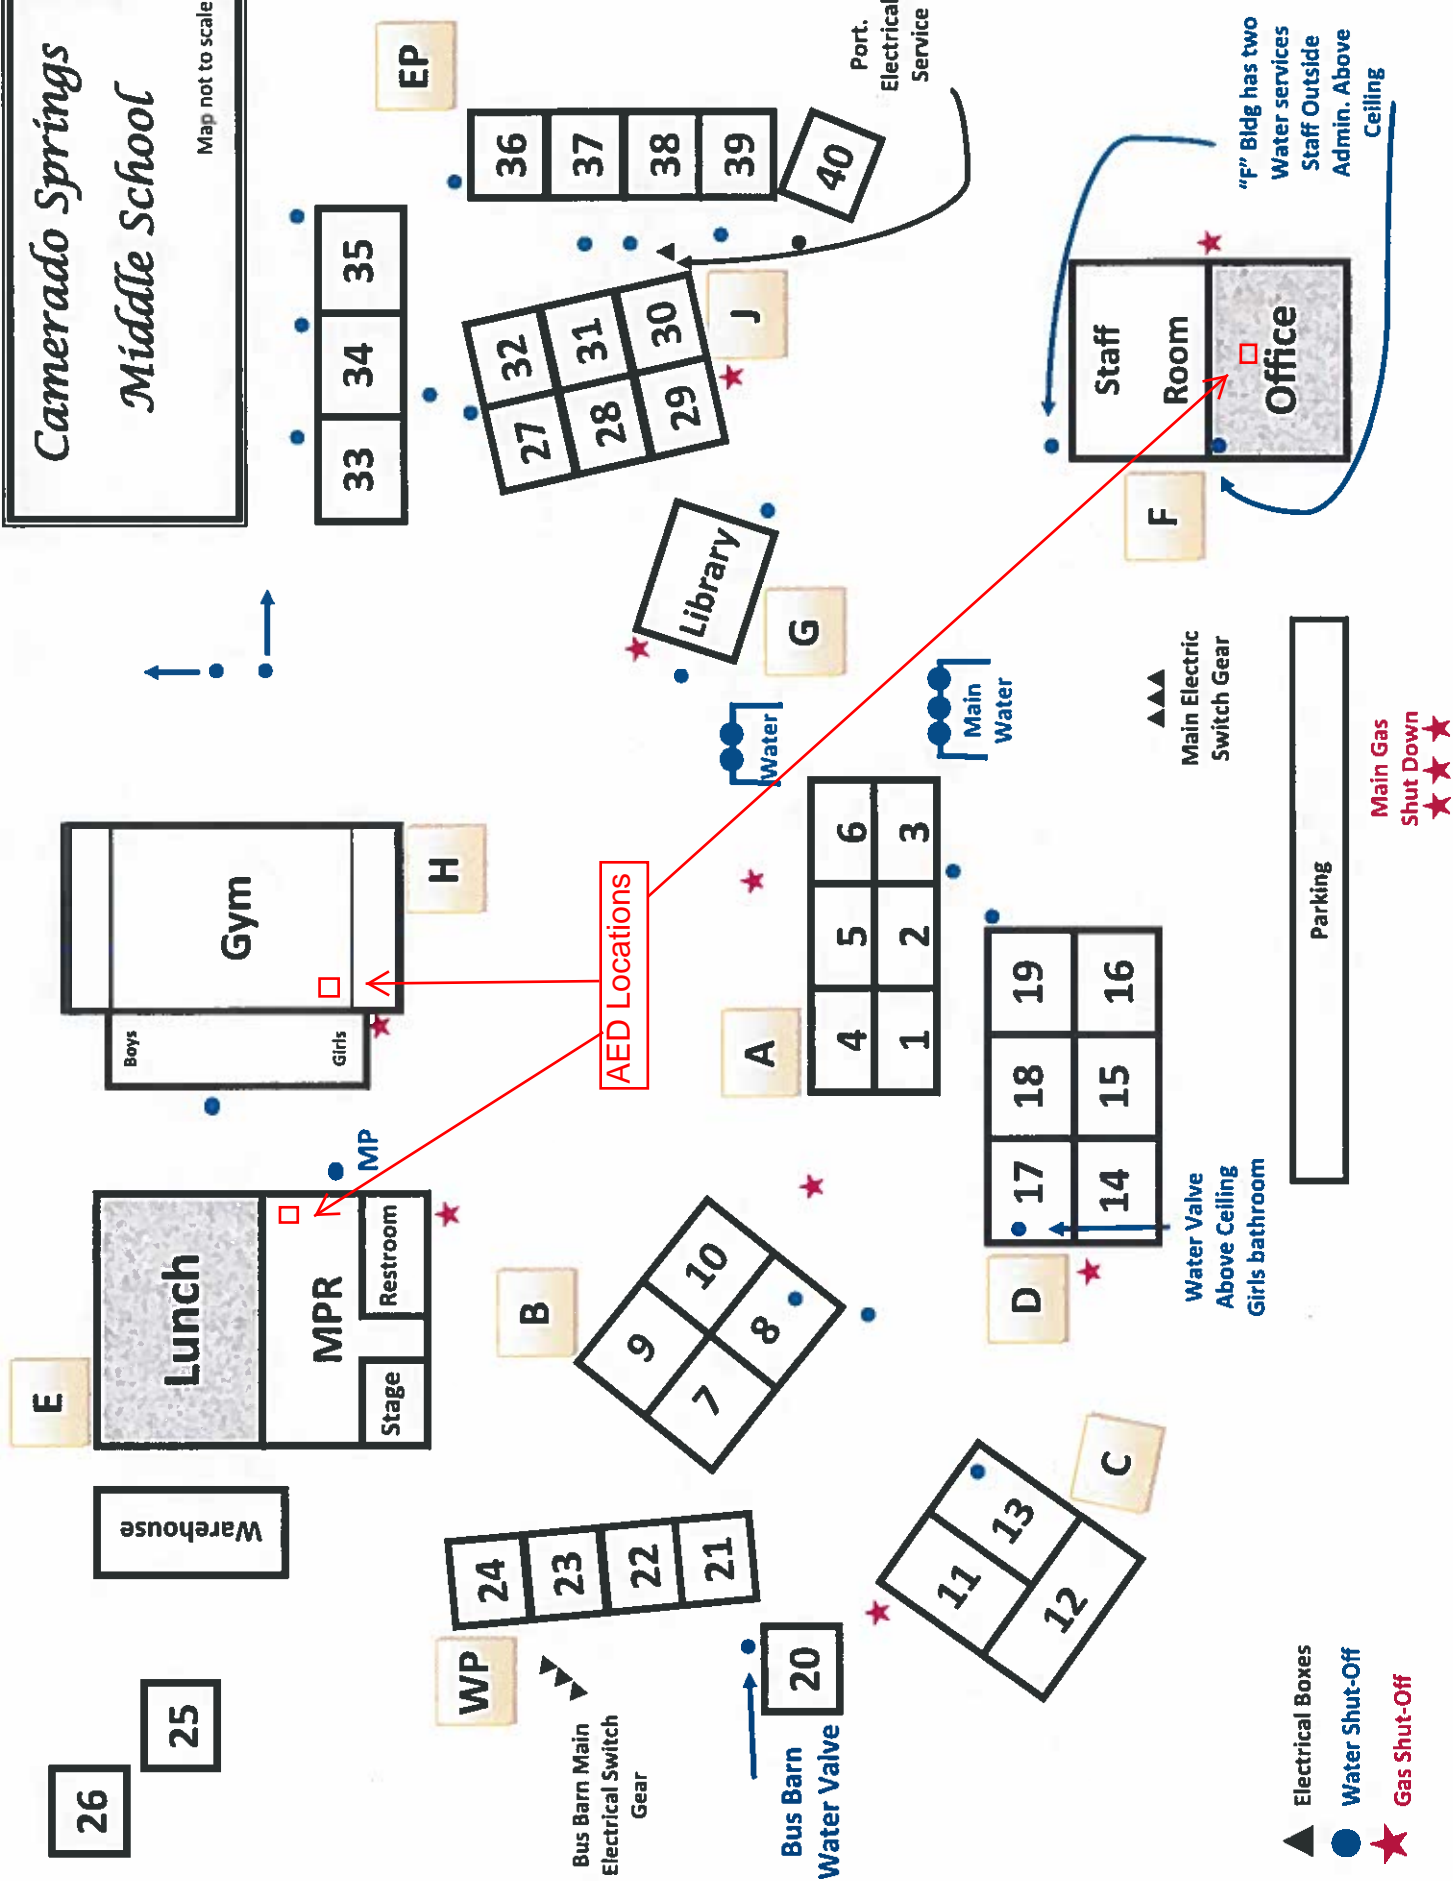 Camerado Springs
Middle School
Map not to scale
26
25
Warehouse
E
Lunch
MPR
Stage
Restroom
MP
Boys
Girls
Gym
H
33
34
35
EP
36
37
38
39
40
Port.
Electrical
Service
27
32
28
31
29
30
J
Library
G
Water
Main
Water
AED Locations
WP
24
23
22
21
Bus Barn Main
Electrical Switch
Gear
20
Bus Barn
Water Valve
B
9
10
7
8
A
4
5
6
1
2
3
C
11
13
12
D
17
18
19
14
15
16
Water Valve
Above Ceiling
Girls bathroom
F
Staff
Room
Office
"F" Bldg has two
Water services
Staff Outside
Admin. Above
Ceiling
Main Electric
Switch Gear
Parking
Main Gas
Shut Down
Electrical Boxes
Water Shut-Off
Gas Shut-Off